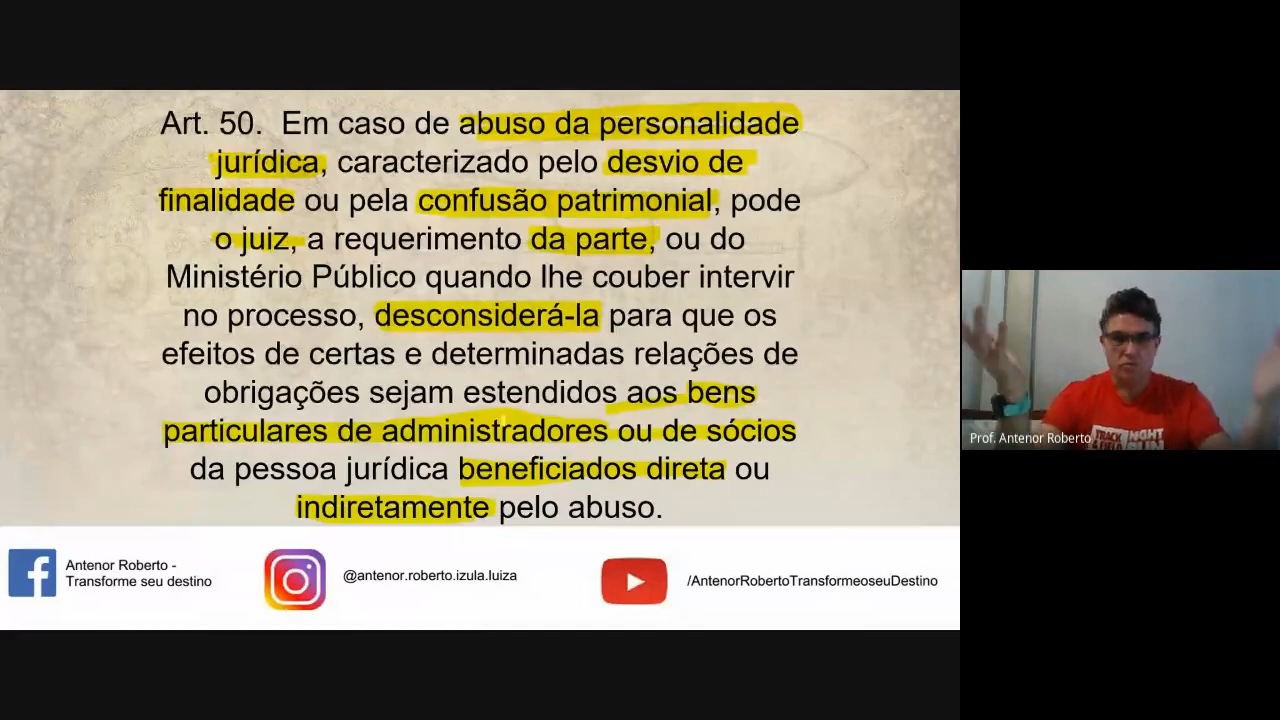 Art. 50.  Em caso de abuso da personalidade
jurídica, caracterizado pelo desvio de
finalidade ou pela confusão patrimonial, pode
o juiz, a requerimento da parte, ou do
Ministério Público quando lhe couber intervir
no processo, desconsiderá-la para que os
efeitos de certas e determinadas relações de
obrigações sejam estendidos aos bens
particulares de administradores ou de sócios
da pessoa jurídica beneficiados direta ou
indiretamente pelo abuso.
Antenor Roberto -
Transforme seu destino
@antenor.roberto.izula.luiza
/AntenorRobertoTransformeoseuDestino
Prof. Antenor Roberto
TRACK
NIGHT
RUN